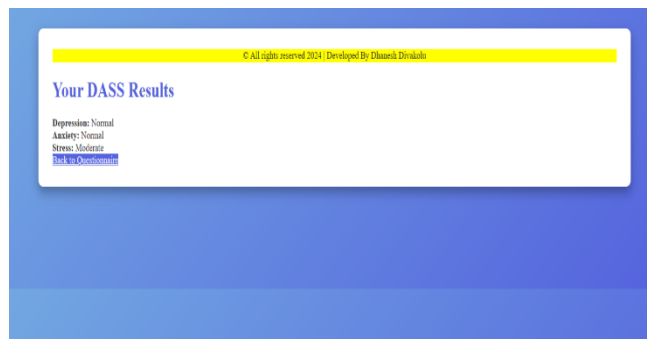 © All rights reserved 2024 | Developed By Dhanesh Divakolu
Your DASS Results
Depression: Normal
Anxiety: Normal
Stress: Moderate
Back to Questionnaire